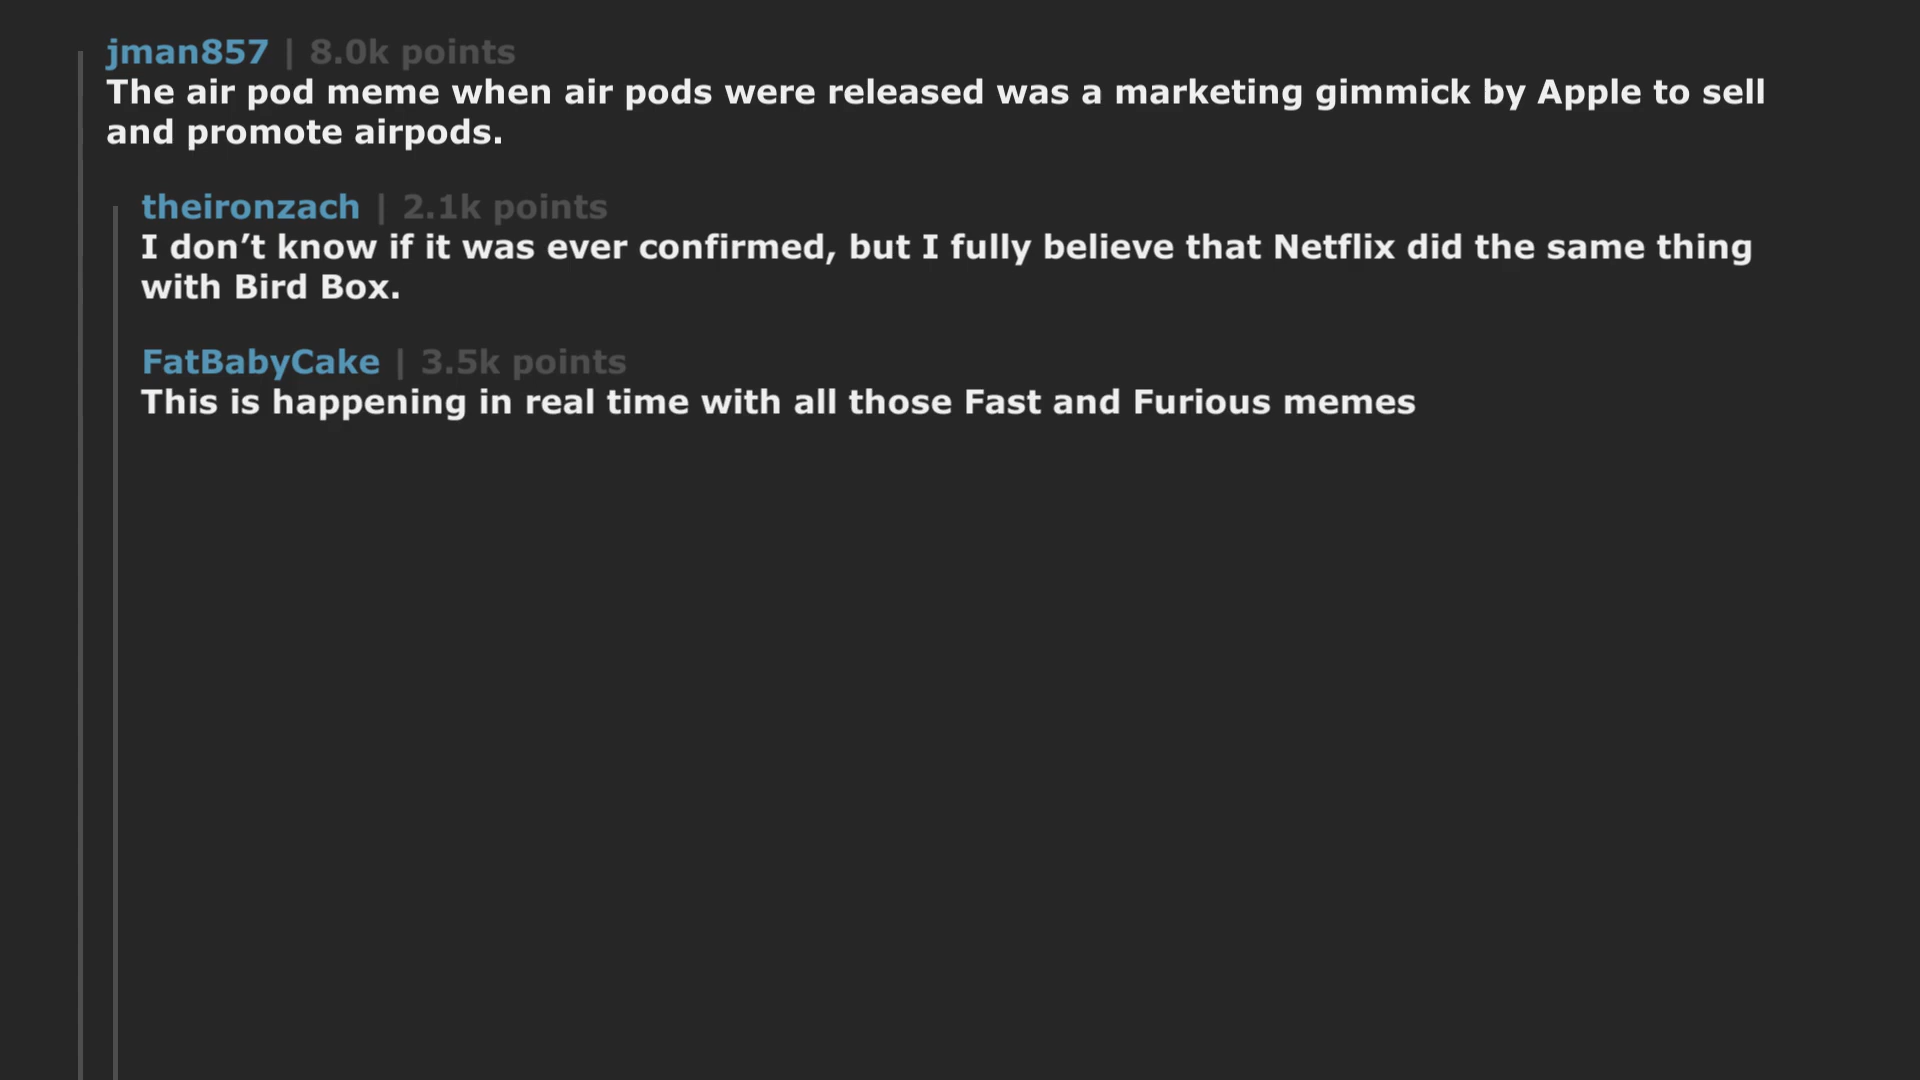 jman857 | 8.0k points
The air pod meme when air pods were released was a marketing gimmick by Apple to sell
and promote airpods.
theironzach | 2.1k points
I don’t know if it was ever confirmed, but I fully believe that Netflix did the same thing
with Bird Box.
FatBabyCake | 3.5k points
This is happening in real time with all those Fast and Furious memes